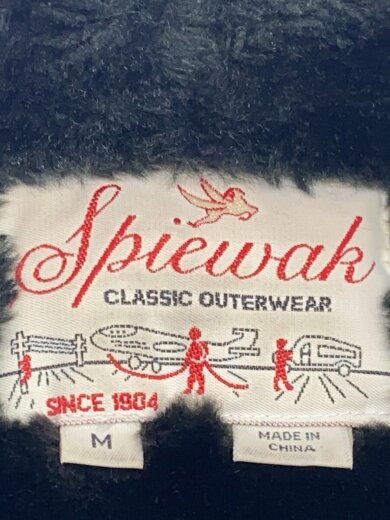 Spiewak
CLASSIC OUTERWEAR
SINCE 1904
M
MADE IN
CHINA